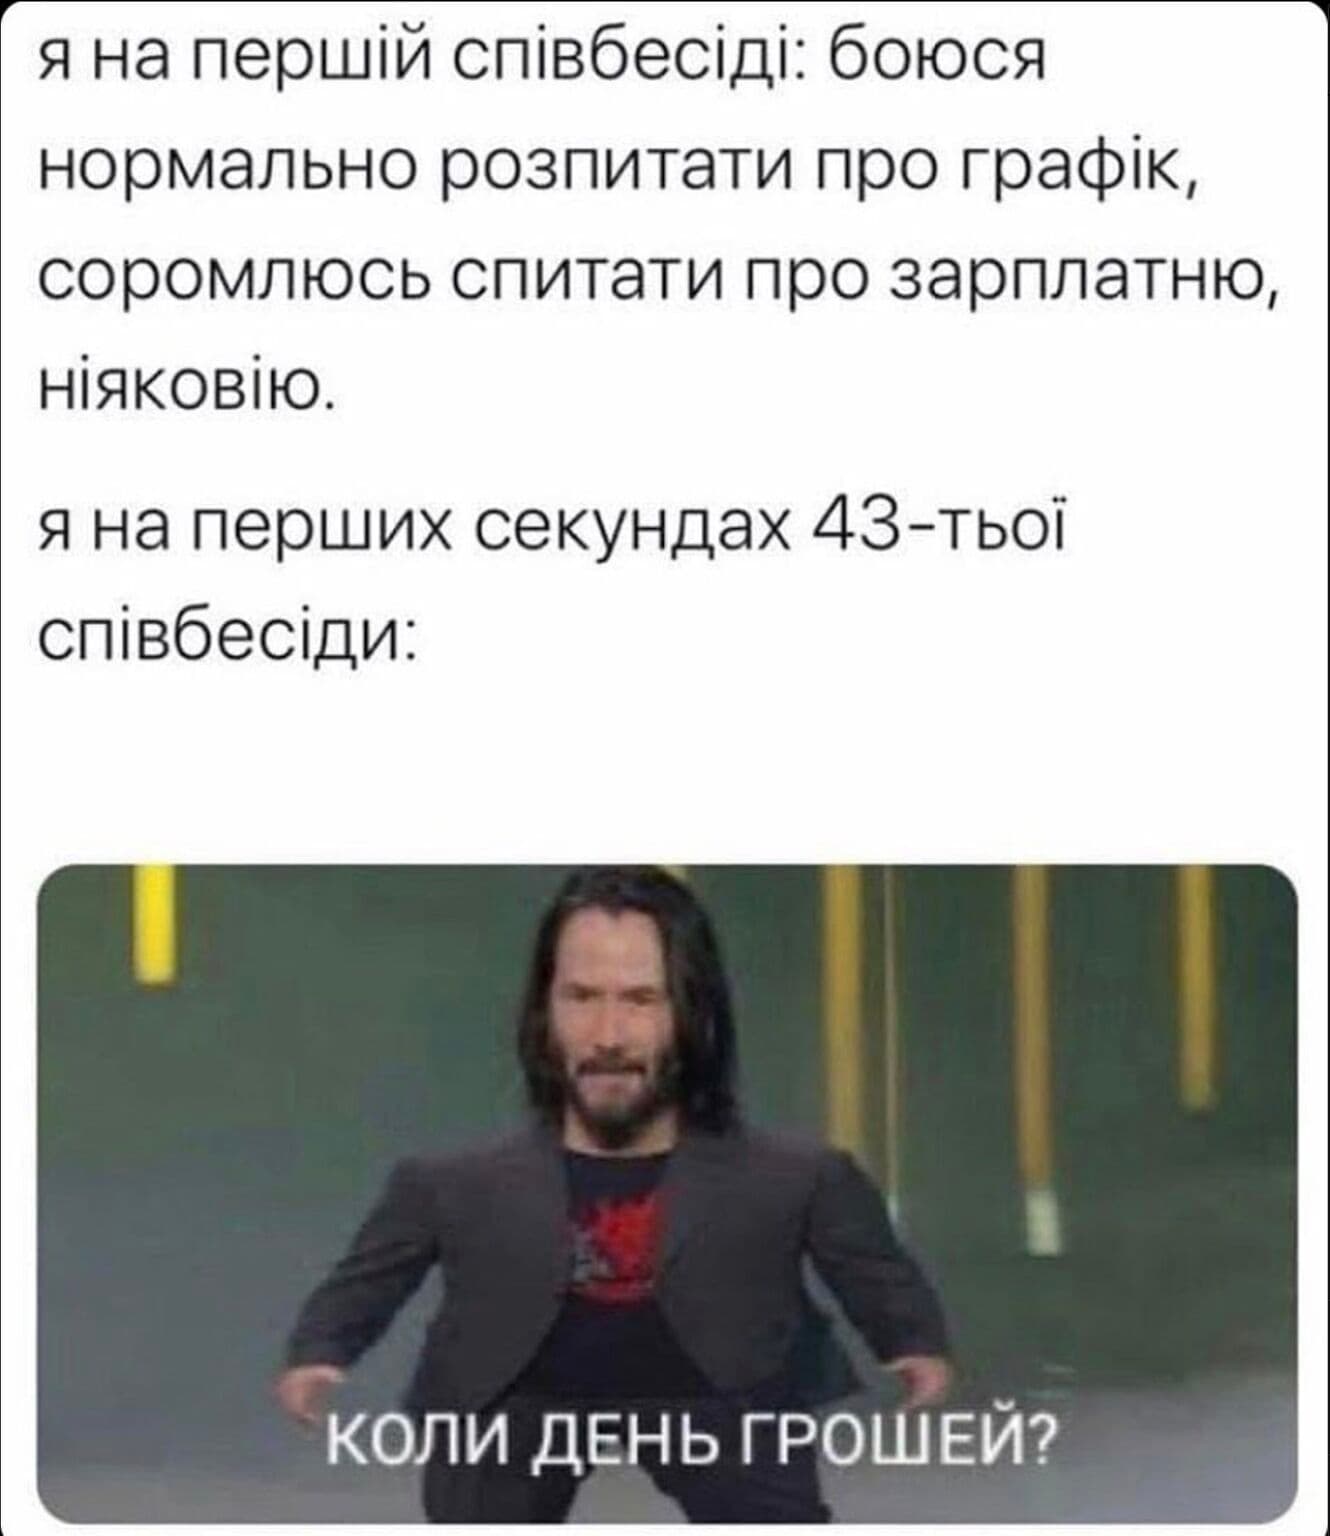 я на першій співбесіді: боюся
нормально розпитати про графік,
соромлюсь спитати про зарплатню,
ніяковію.
я на перших секундах 43-тьої
співбесіди:
КОЛИ ДЕНЬ ГРОШЕЙ?